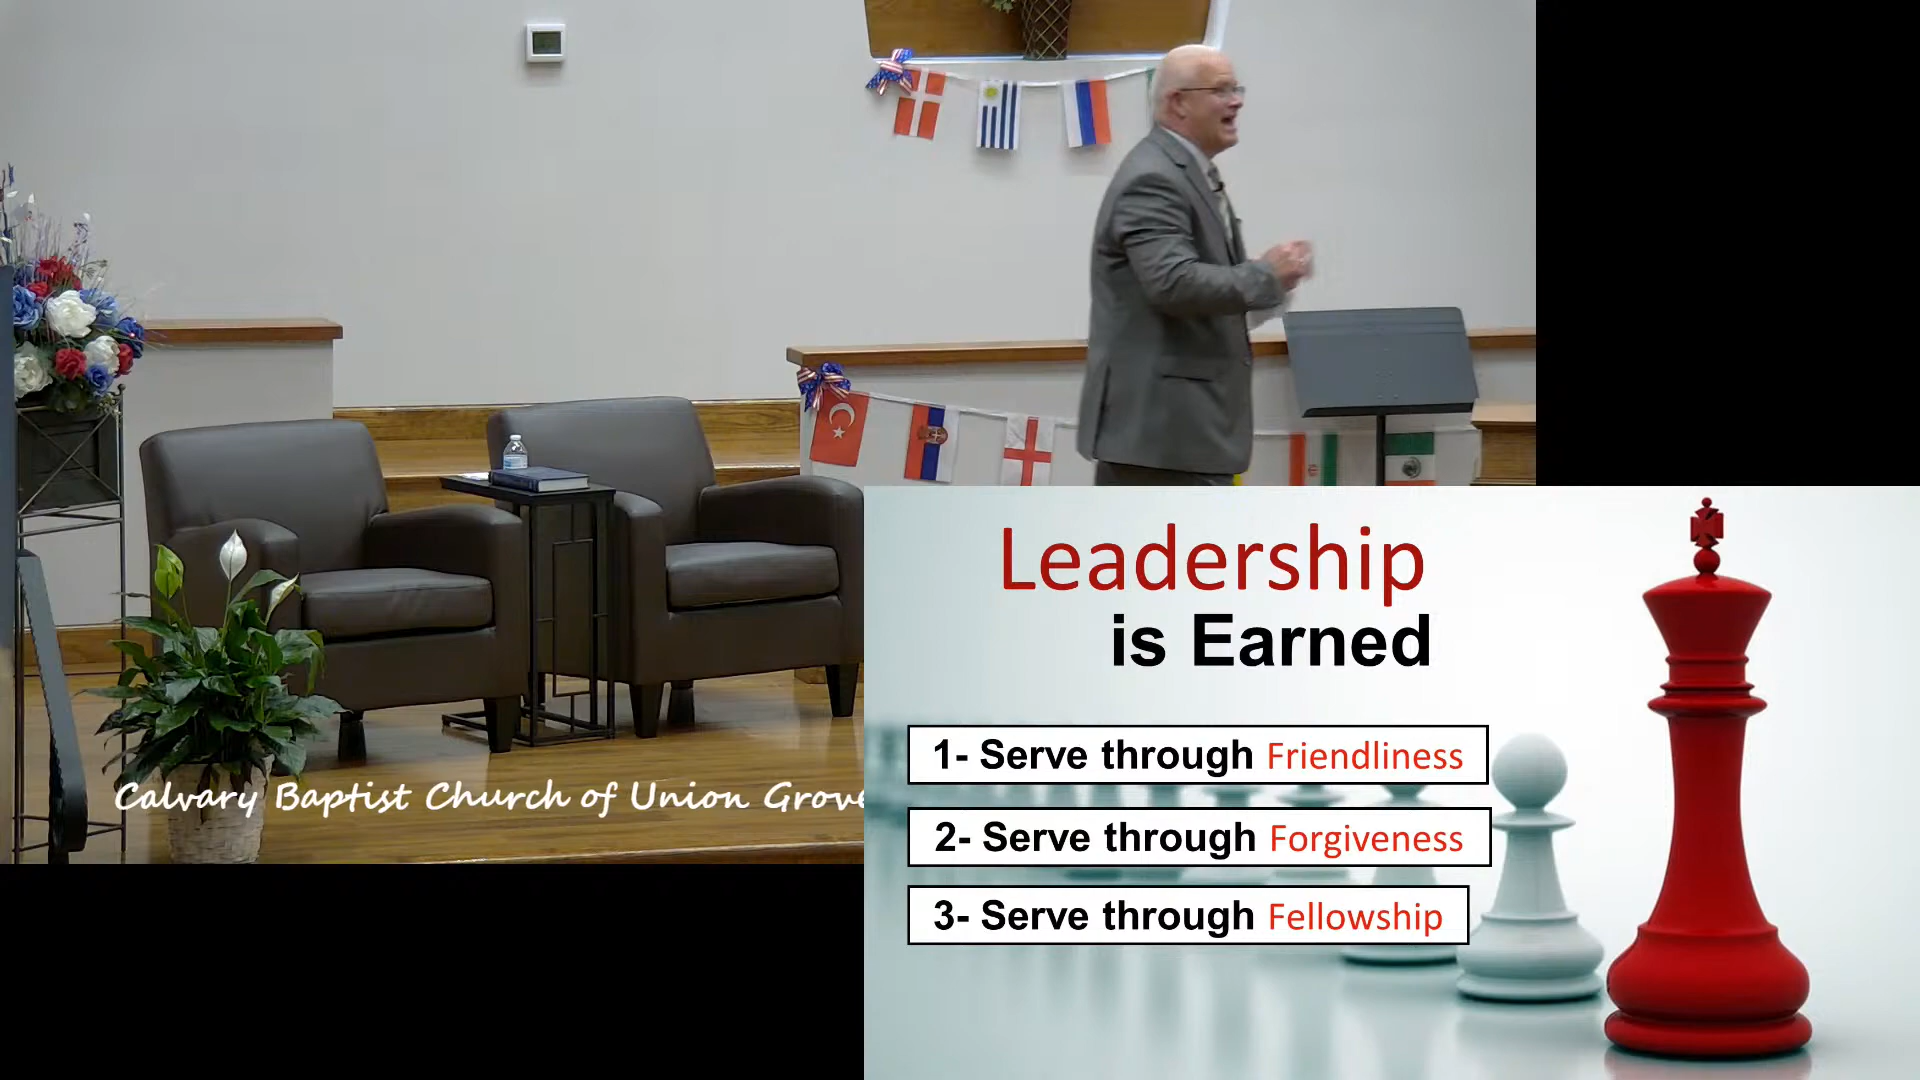 Calvary Baptist Church of Union Grove
Leadership
is Earned
1- Serve through Friendliness
2- Serve through Forgiveness
3- Serve through Fellowship